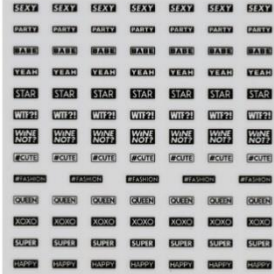 SEXY SEXY SEXY SEXY SEXY SEXY SEXY
PARTY PARTY PARTY PARTY PARTY PARTY PARTY
BABE BABE BABE BABE BABE BABE BABE
YEAH YEAH YEAH YEAH YEAH YEAH YEAH
STAR STAR STAR STAR STAR STAR STAR
WTF?! WTF?! WTF?! WTF?! WTF?! WTF?! WTF?!
WiNE WiNE WiNE WiNE WiNE WiNE WiNE
NOT? NOT? NOT? NOT? NOT? NOT? NOT?
#CUTE #CUTE #CUTE #CUTE #CUTE #CUTE #CUTE
#FASHION #FASHION #FASHION #FASHION #FASHION
QUEEN QUEEN QUEEN QUEEN QUEEN QUEEN QUEEN
XOXO XOXO XOXO XOXO XOXO XOXO XOXO
SUPER SUPER SUPER SUPER SUPER SUPER SUPER
HAPPY HAPPY HAPPY HAPPY HAPPY HAPPY HAPPY